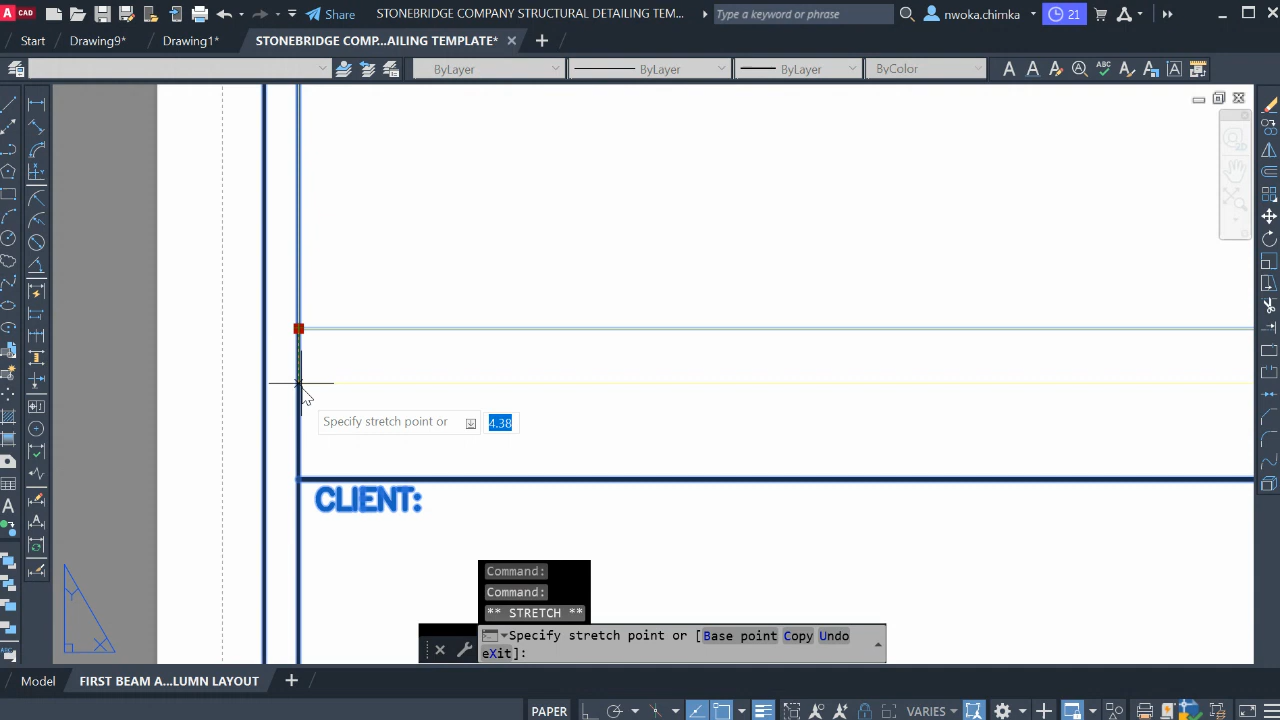 CAD
Share
STONEBRIDGE COMPANY STRUCTURAL DETAILING TEM...
Type a keyword or phrase
nwoka.chimka
21
Start
Drawing9*
Drawing1*
STONEBRIDGE COMP...AILING TEMPLATE*
ByLayer
ByLayer
ByLayer
ByColor
Specify stretch point or
4.38
CLIENT:
Command:
Command:
** STRETCH **
Specify stretch point or [Base point Copy Undo
eXit]:
Y
X
Model
FIRST BEAM A...LUMN LAYOUT
PAPER
VARIES